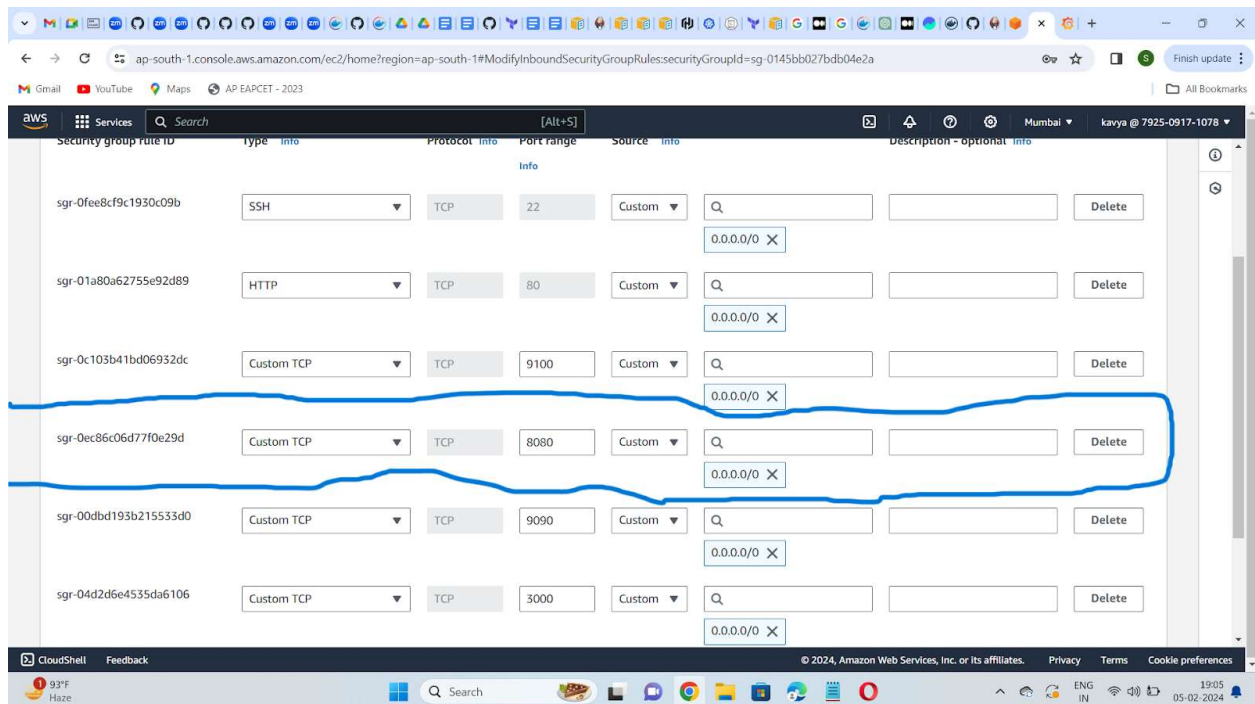 Finish update
ap-south-1.console.aws.amazon.com/ec2/home?region=ap-south-1#ModifyInboundSecurityGroupRules:securityGroupId=sg-0145bb027bdb04e2a
Gmail YouTube Maps AP EAPCET - 2023 All Bookmarks
aws Services Search [Alt+S] Mumbai kavya @ 7925-0917-1078
Security group rule ID Type Info Protocol Info Port range Source Info Description - optional Info
Info
sgr-0fee8cf9c1930c09b SSH TCP 22 Custom Delete
0.0.0.0/0
sgr-01a80a62755e92d89 HTTP TCP 80 Custom Delete
0.0.0.0/0
sgr-0c103b41bd06932dc Custom TCP TCP 9100 Custom Delete
0.0.0.0/0
sgr-0ec86c06d77f0e29d Custom TCP TCP 8080 Custom Delete
0.0.0.0/0
sgr-00dbd193b215533d0 Custom TCP TCP 9090 Custom Delete
0.0.0.0/0
sgr-04d2d6e4535da6106 Custom TCP TCP 3000 Custom Delete
0.0.0.0/0
CloudShell Feedback © 2024, Amazon Web Services, Inc. or its affiliates. Privacy Terms Cookie preferences
1 93°F Search ENG 19:05
Haze IN 05-02-2024